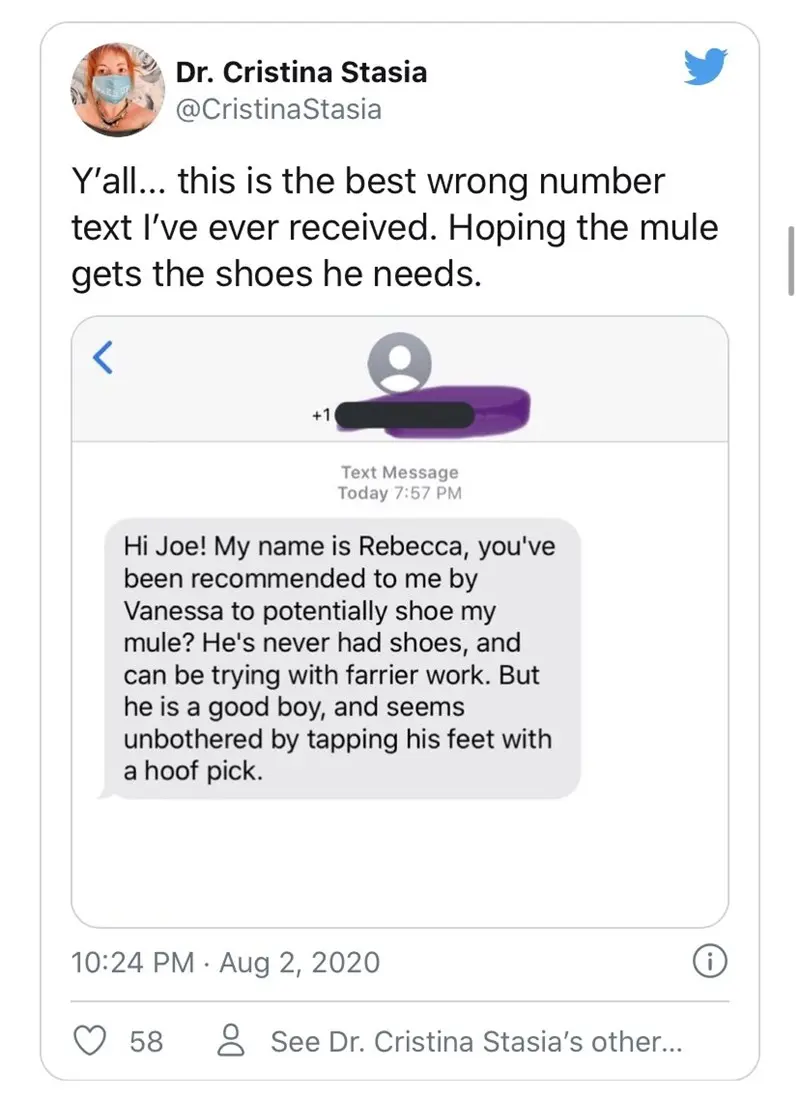 Dr. Cristina Stasia
@CristinaStasia
Y’all... this is the best wrong number
text I’ve ever received. Hoping the mule
gets the shoes he needs.
+1
Text Message
Today 7:57 PM
Hi Joe! My name is Rebecca, you've
been recommended to me by
Vanessa to potentially shoe my
mule? He's never had shoes, and
can be trying with farrier work. But
he is a good boy, and seems
unbothered by tapping his feet with
a hoof pick.
10:24 PM · Aug 2, 2020
58
See Dr. Cristina Stasia’s other...